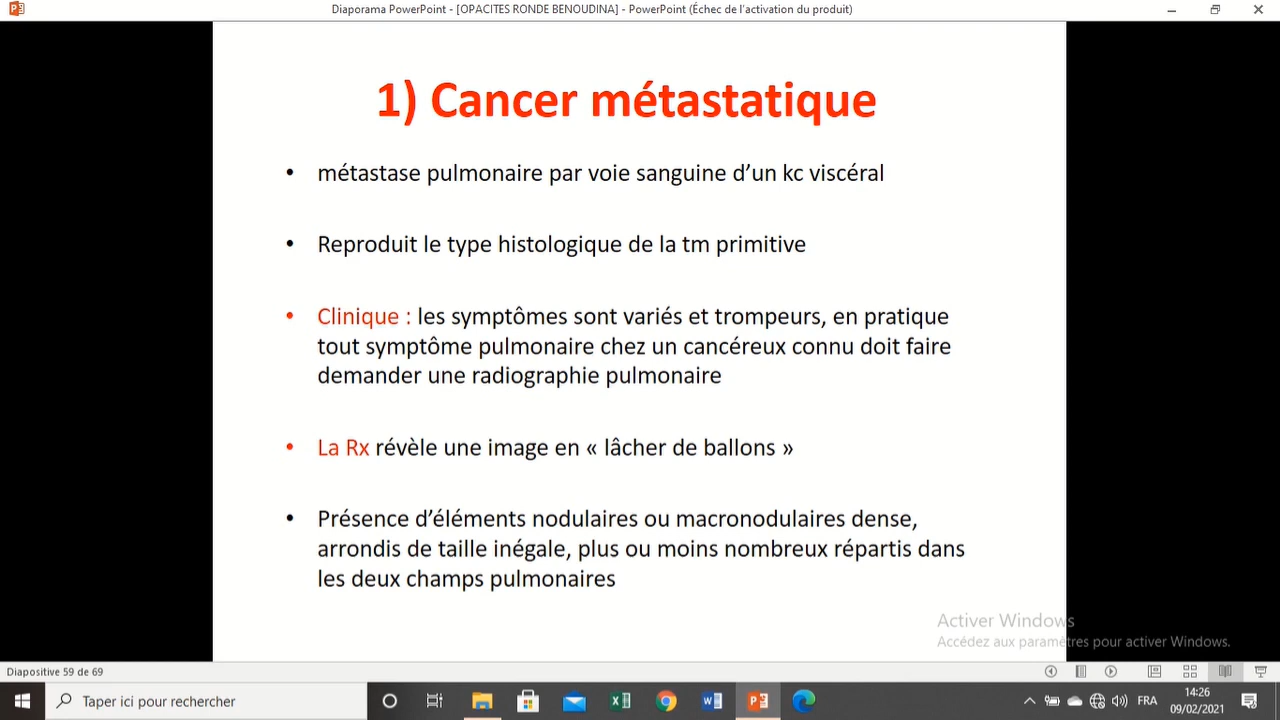 Diaporama PowerPoint - [OPACITES RONDE BENOUDINA] - PowerPoint (Échec de l'activation du produit)
1) Cancer métastatique
• métastase pulmonaire par voie sanguine d’un kc viscéral
• Reproduit le type histologique de la tm primitive
• Clinique : les symptômes sont variés et trompeurs, en pratique
tout symptôme pulmonaire chez un cancéreux connu doit faire
demander une radiographie pulmonaire
• La Rx révèle une image en « lâcher de ballons »
• Présence d’éléments nodulaires ou macronodulaires dense,
arrondis de taille inégale, plus ou moins nombreux répartis dans
les deux champs pulmonaires
Activer Windows
Accédez aux paramètres pour activer Windows.
Diapositive 59 de 69
Taper ici pour rechercher
FRA
14:26
09/02/2021